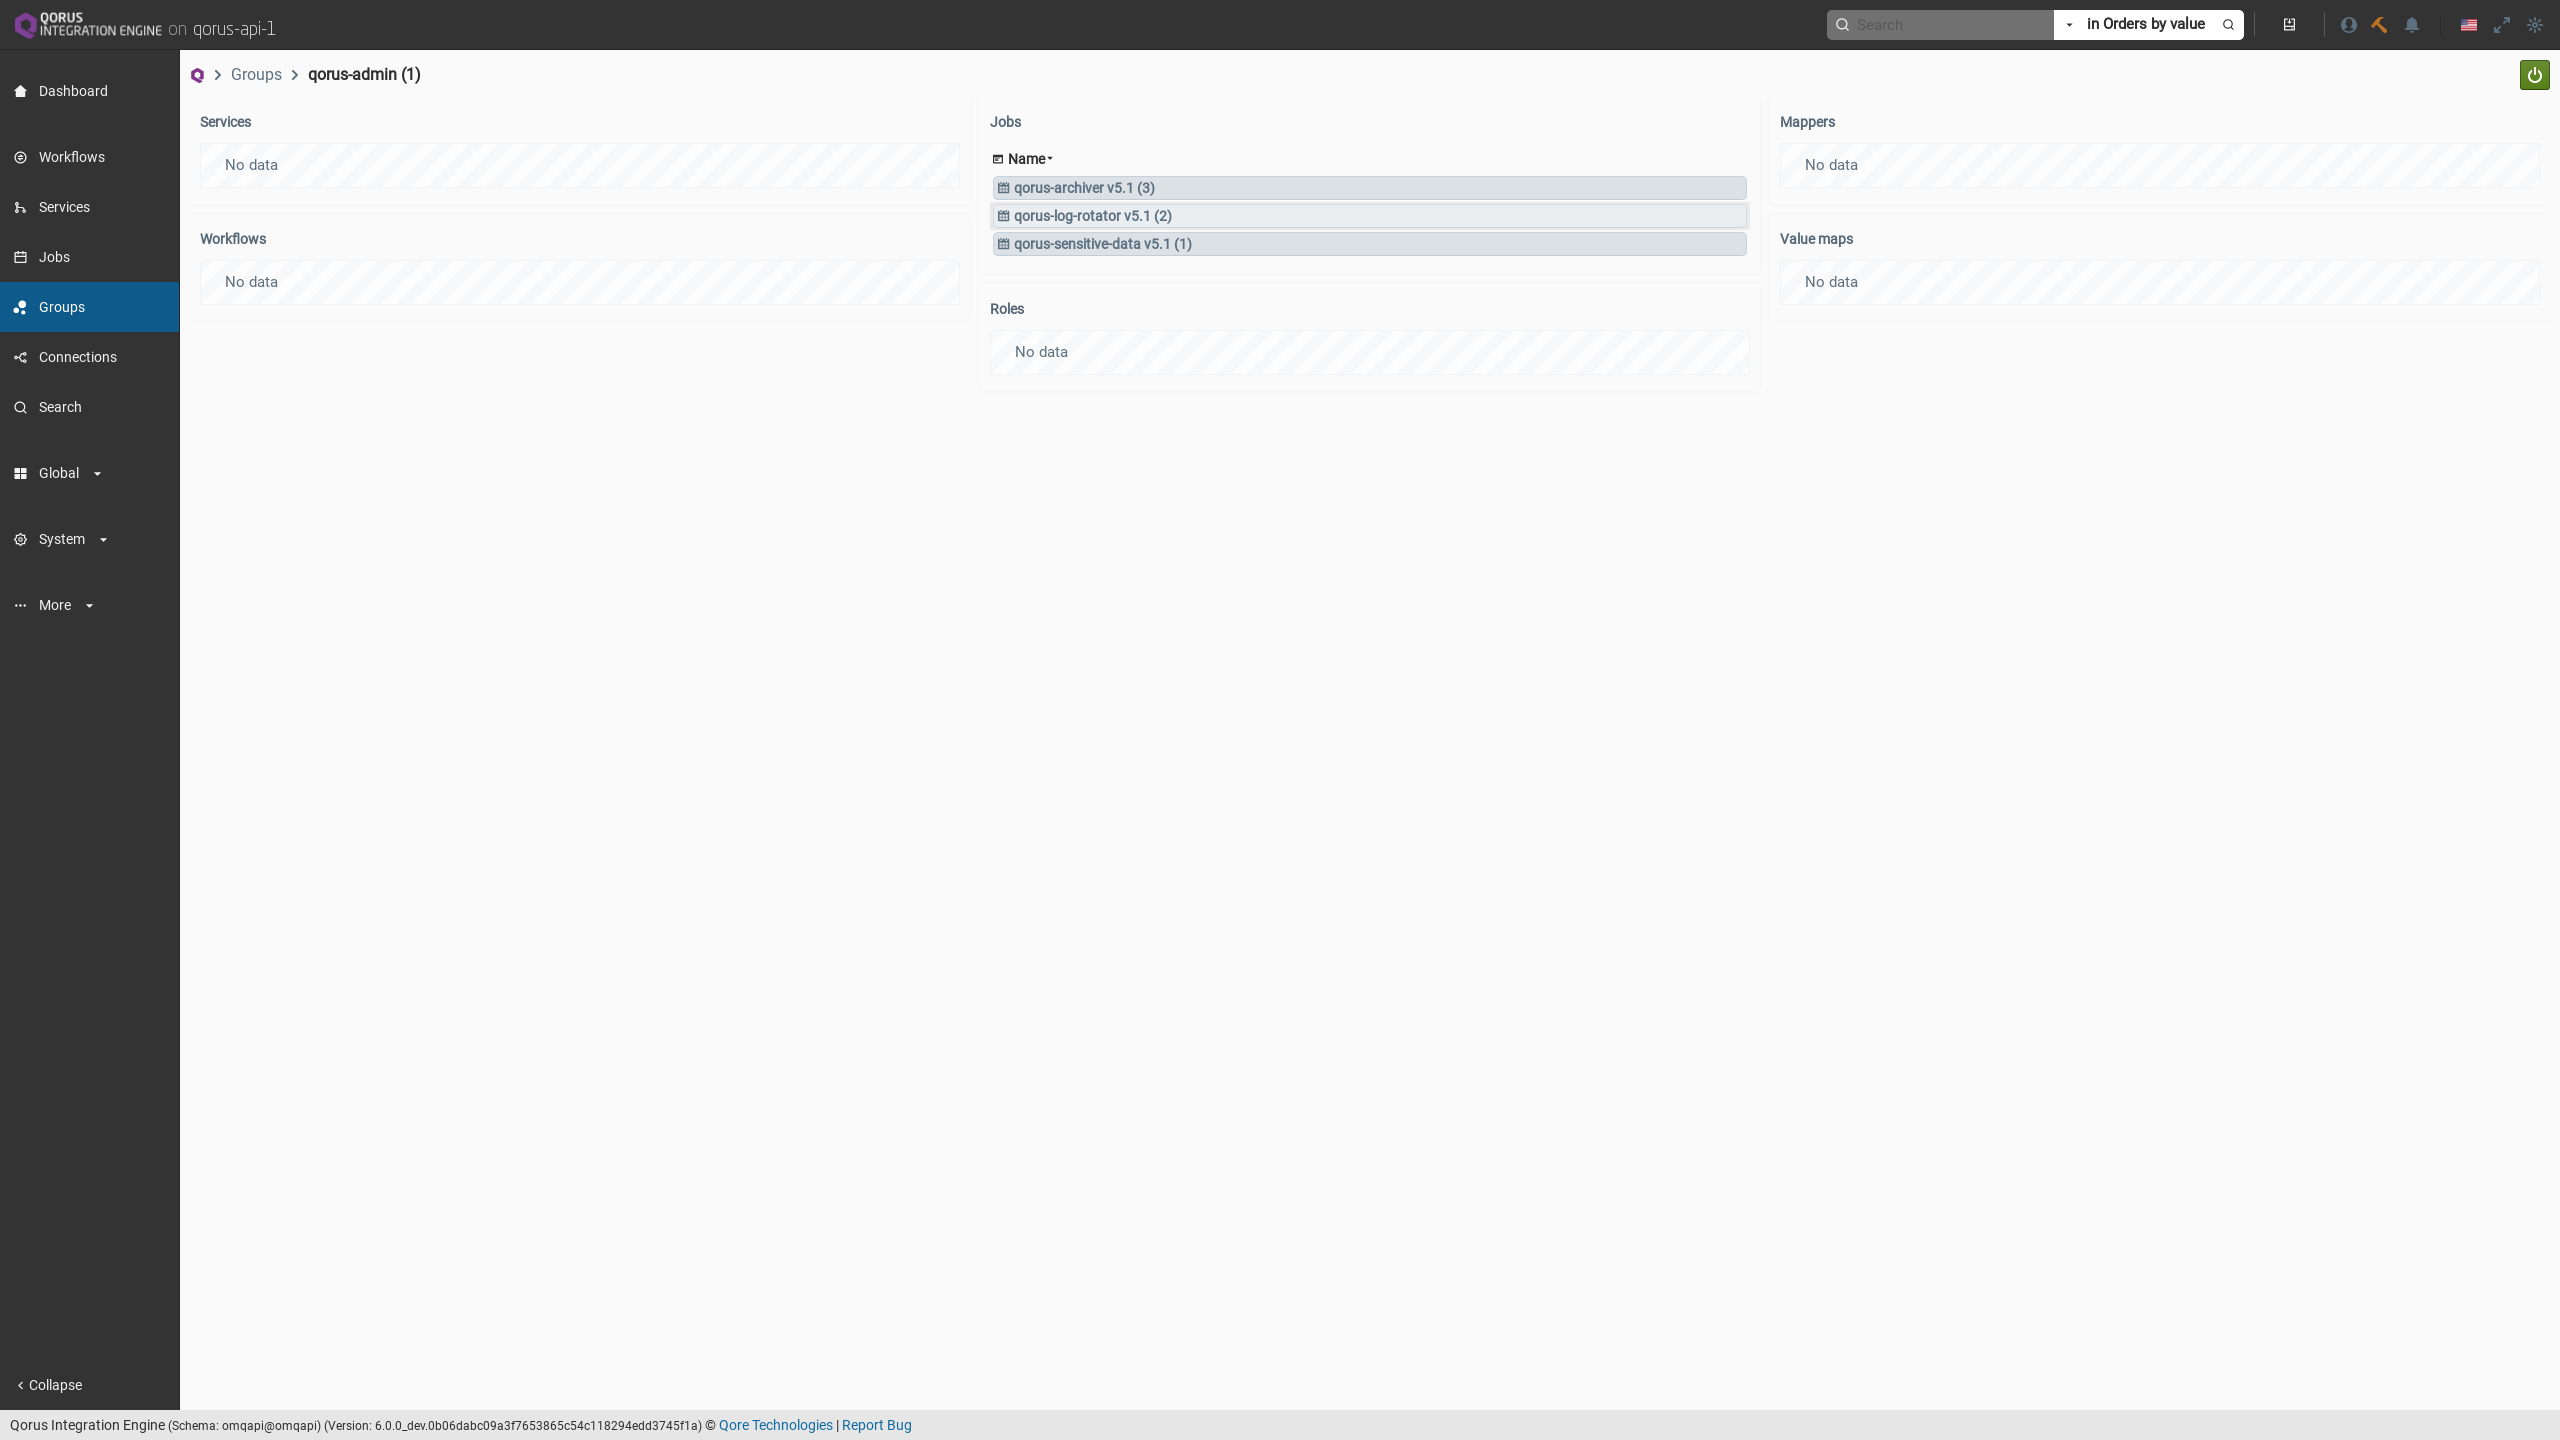 QORUS
INTEGRATION ENGINE on qorus-api-1
Search
in Orders by value
Dashboard
Workflows
Services
Jobs
Groups
Connections
Search
Global
System
More
Collapse
Groups
qorus-admin (1)
Services
No data
Workflows
No data
Jobs
Name
qorus-archiver v5.1 (3)
qorus-log-rotator v5.1 (2)
qorus-sensitive-data v5.1 (1)
Roles
No data
Mappers
No data
Value maps
No data
Qorus Integration Engine (Schema: omqapi@omqapi) (Version: 6.0.0_dev.0b06dabc09a3f7653865c54c118294edd3745f1a) © Qore Technologies | Report Bug